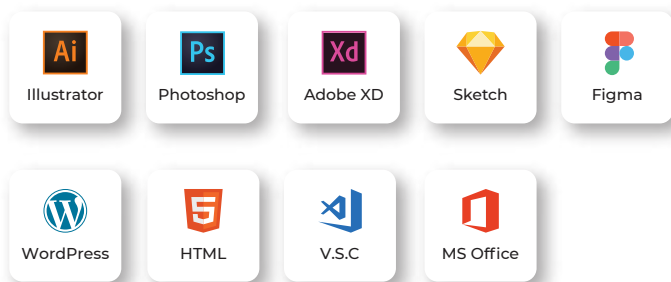 Ai
Ps
Xd
Illustrator
Photoshop
Adobe XD
Sketch
Figma
W
5
WordPress
HTML
V.S.C
MS Office